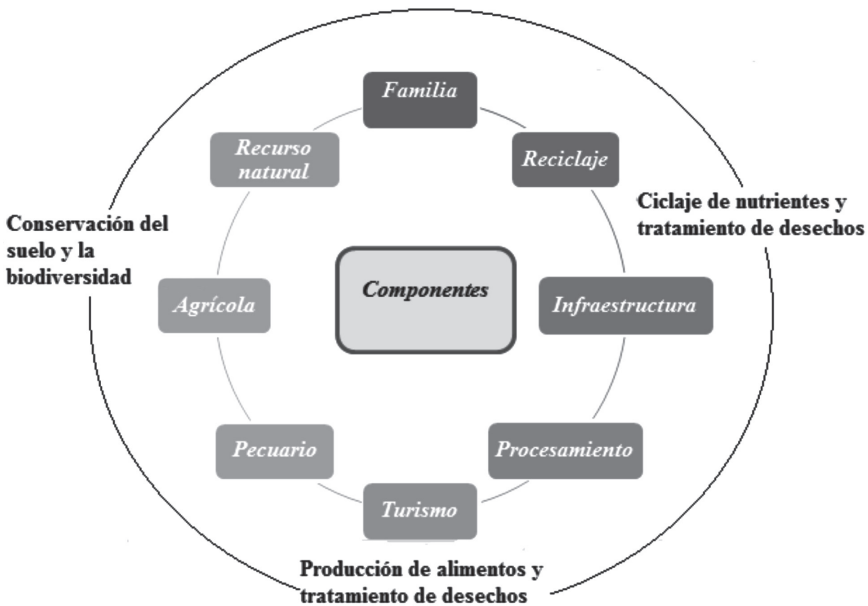 Familia
Recurso
natural
Reciclaje
Ciclaje de nutrientes y
tratamiento de desechos
Conservación del
suelo y la
biodiversidad
Componentes
Agrícola
Infraestructura
Pecuario
Procesamiento
Turismo
Producción de alimentos y
tratamiento de desechos